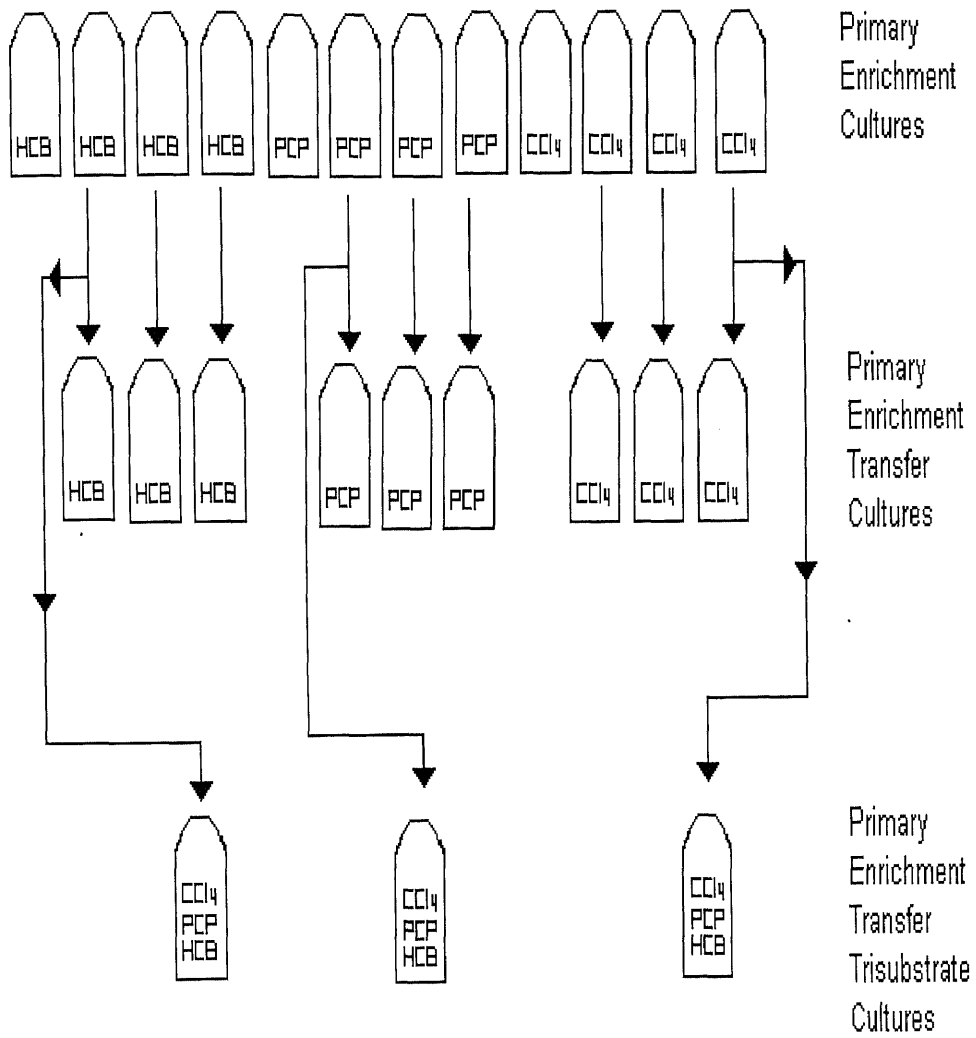 HCB HCB HCB HCB PCP PCP PCP PCP CCl4 CCl4 CCl4 CCl4
Primary
Enrichment
Cultures
HCB HCB HCB PCP PCP PCP CCl4 CCl4 CCl4
Primary
Enrichment
Transfer
Cultures
CCl4
PCP
HCB
CCl4
PCP
HCB
CCl4
PCP
HCB
Primary
Enrichment
Transfer
Trisubstrate
Cultures